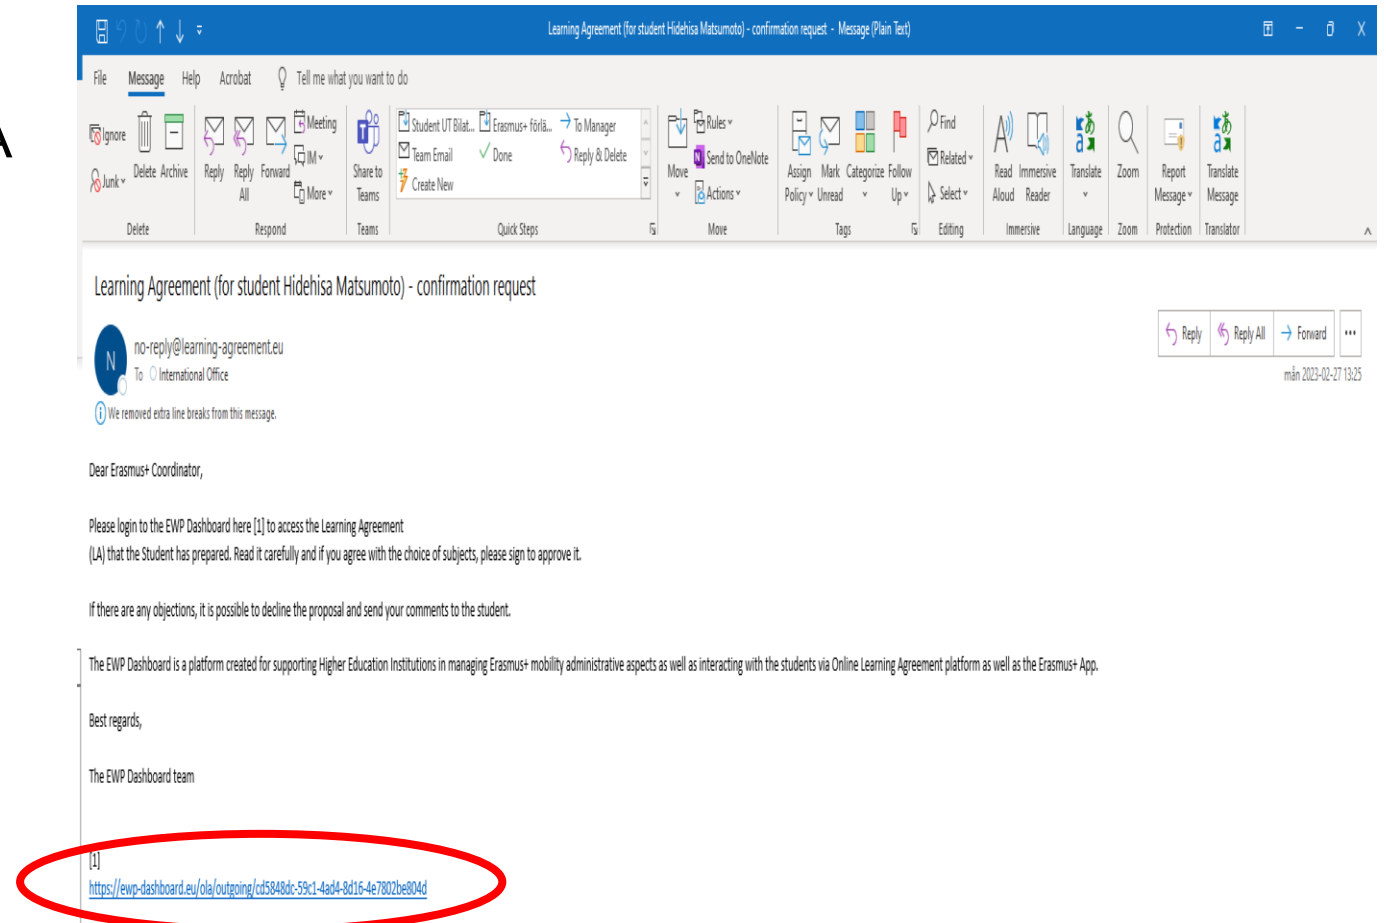 Learning Agreement (for student Hidehisa Matsumoto) - confirmation request - Message (Plain Text)
File Message Help Acrobat Tell me what you want to do
A
Ignore
Junk
Delete Archive
Reply Reply All Forward
Meeting
IM
More
Share to Teams
Student UT Bilat... Erasmus+ förlä... To Manager
Team Email Done Reply & Delete
Create New
Move
Rules
Send to OneNote
Actions
Assign Policy Mark Unread Categorize Follow Up
Find
Related
Select
Read Aloud Immersive Reader
Translate
Zoom
Report Message
Translate Message
Delete Respond Teams Quick Steps Move Tags Editing Immersive Language Zoom Protection Translator
Learning Agreement (for student Hidehisa Matsumoto) - confirmation request
N
no-reply@learning-agreement.eu
To International Office
Reply Reply All Forward
mån 2023-02-27 13:25
We removed extra line breaks from this message.
Dear Erasmus+ Coordinator,
Please login to the EWP Dashboard here [1] to access the Learning Agreement
(LA) that the Student has prepared. Read it carefully and if you agree with the choice of subjects, please sign to approve it.
If there are any objections, it is possible to decline the proposal and send your comments to the student.
The EWP Dashboard is a platform created for supporting Higher Education Institutions in managing Erasmus+ mobility administrative aspects as well as interacting with the students via Online Learning Agreement platform as well as the Erasmus+ App.
Best regards,
The EWP Dashboard team
[1]
https://ewp-dashboard.eu/ola/outgoing/cd5848dc-59c1-4ad4-8d16-4e7802be804d